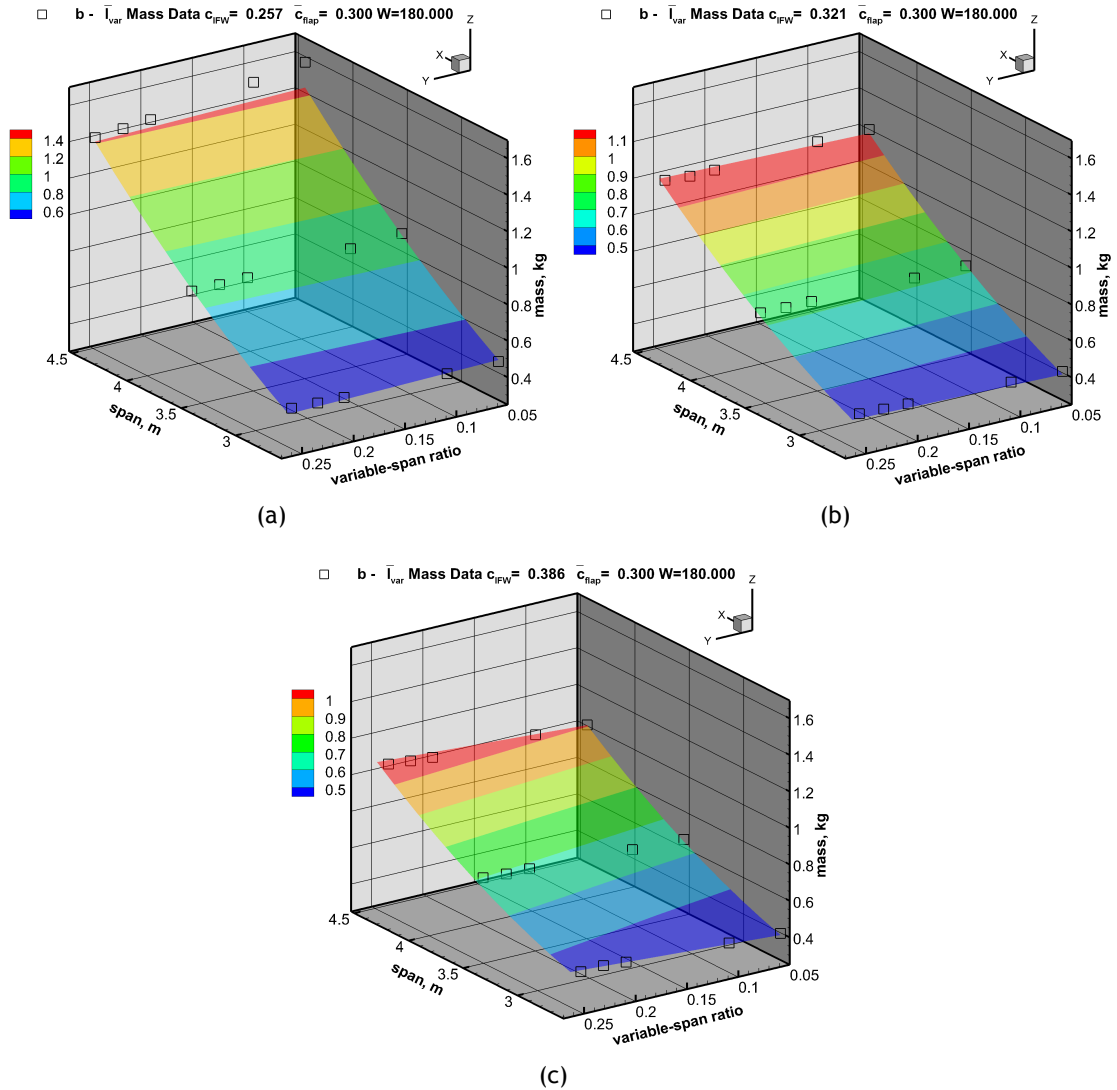 b - l̅var Mass Data cIFW= 0.257 c̅flap= 0.300 W=180.000
Z
X
Y
1.4
1.2
1
0.8
0.6
1.6
1.4
1.2
1
0.8
0.6
0.4
mass, kg
4.5
4
3.5
3
span, m
0.25
0.2
0.15
0.1
0.05
variable-span ratio
(a)
b - l̅var Mass Data cIFW= 0.321 c̅flap= 0.300 W=180.000
Z
X
Y
1.1
1
0.9
0.8
0.7
0.6
0.5
1.6
1.4
1.2
1
0.8
0.6
0.4
mass, kg
4.5
4
3.5
3
span, m
0.25
0.2
0.15
0.1
0.05
variable-span ratio
(b)
b - l̅var Mass Data cIFW= 0.386 c̅flap= 0.300 W=180.000
Z
X
Y
1
0.9
0.8
0.7
0.6
0.5
1.6
1.4
1.2
1
0.8
0.6
0.4
mass, kg
4.5
4
3.5
3
span, m
0.25
0.2
0.15
0.1
0.05
variable-span ratio
(c)